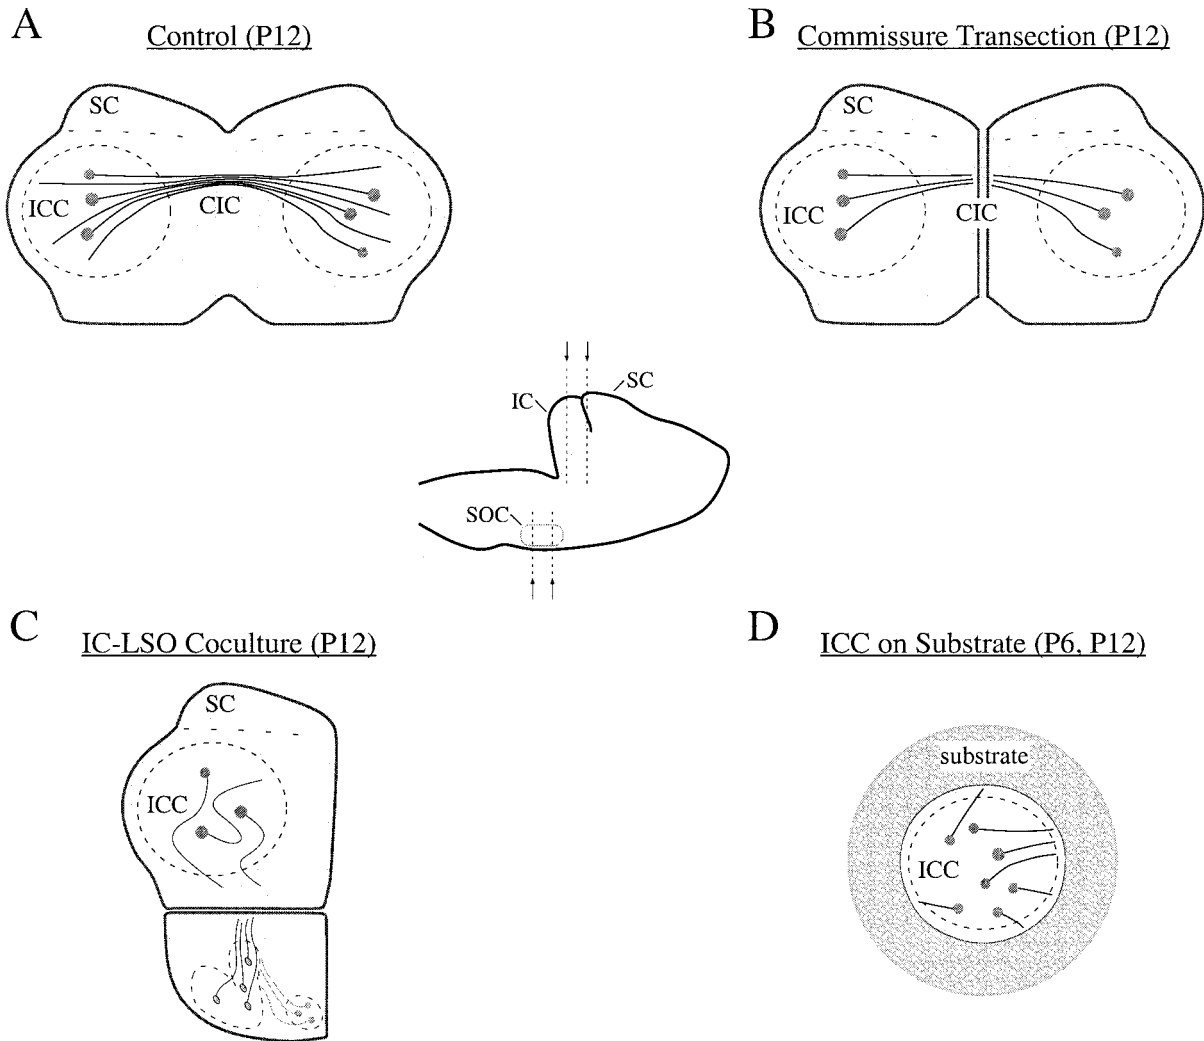 A
Control (P12)
SC
ICC
CIC
B
Commissure Transection (P12)
SC
ICC
CIC
IC
SC
SOC
C
IC-LSO Coculture (P12)
SC
ICC
D
ICC on Substrate (P6, P12)
substrate
ICC